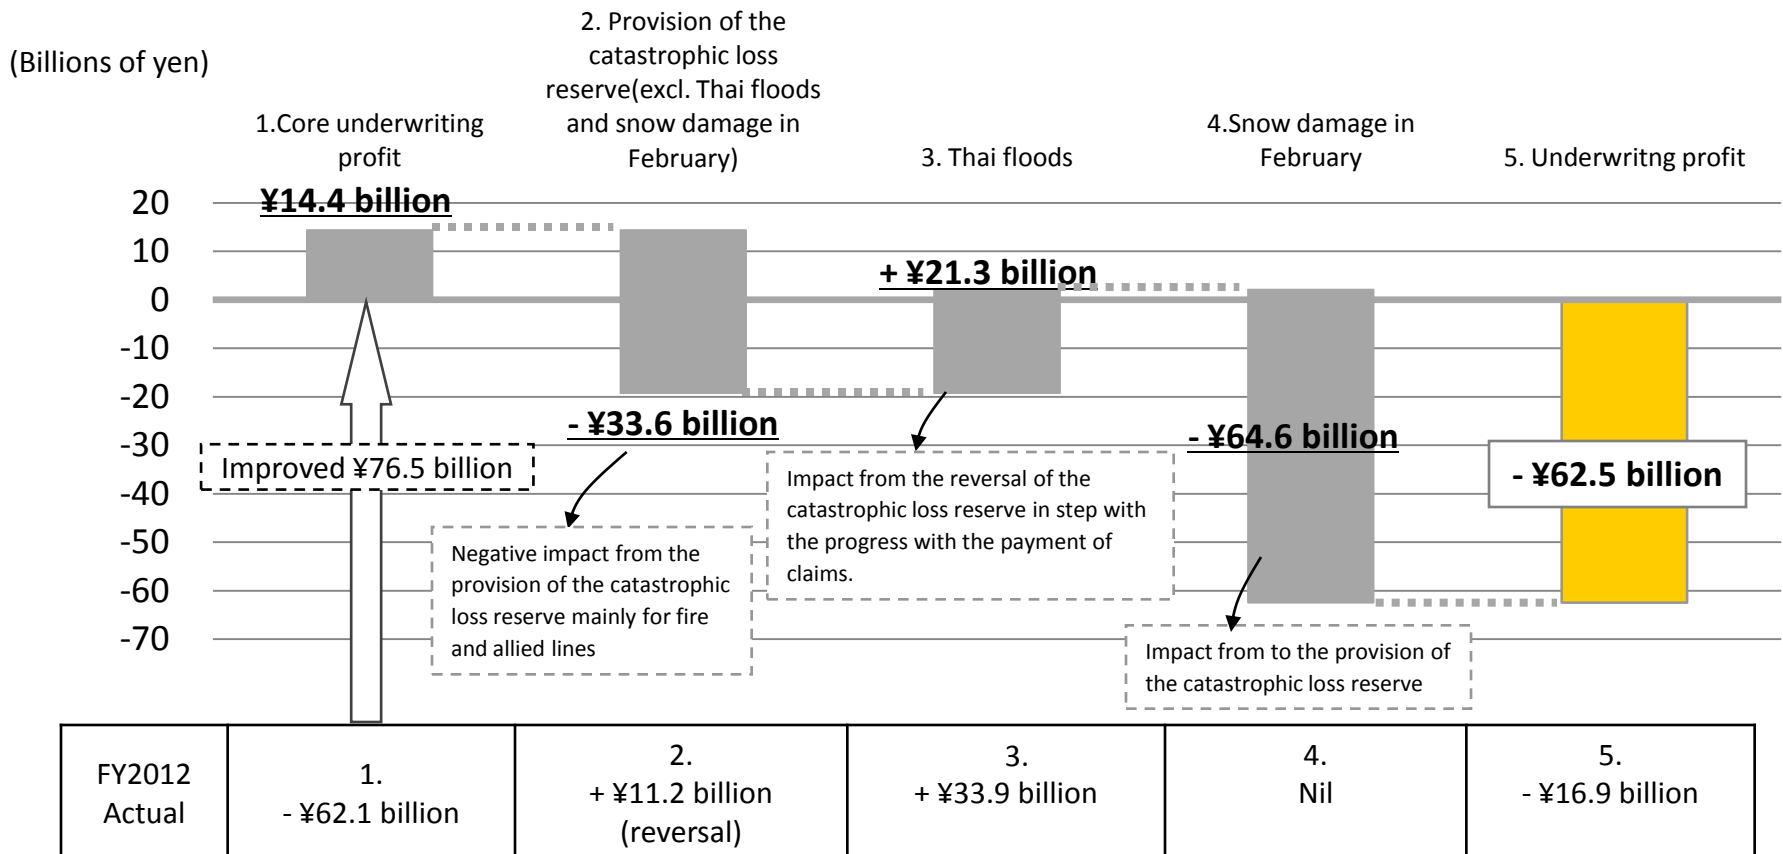 (Billions of yen)
1.Core underwriting
profit
2. Provision of the
catastrophic loss
reserve(excl. Thai floods
and snow damage in
February)
3. Thai floods
4.Snow damage in
February
5. Underwritng profit
20
10
0
-10
-20
-30
-40
-50
-60
-70
¥14.4 billion
- ¥33.6 billion
+ ¥21.3 billion
- ¥64.6 billion
- ¥62.5 billion
Improved ¥76.5 billion
Negative impact from the
provision of the catastrophic
loss reserve mainly for fire
and allied lines
Impact from the reversal of the
catastrophic loss reserve in step with
the progress with the payment of
claims.
Impact from to the provision of
the catastrophic loss reserve
FY2012
Actual
1.
- ¥62.1 billion
2.
+ ¥11.2 billion
(reversal)
3.
+ ¥33.9 billion
4.
Nil
5.
- ¥16.9 billion